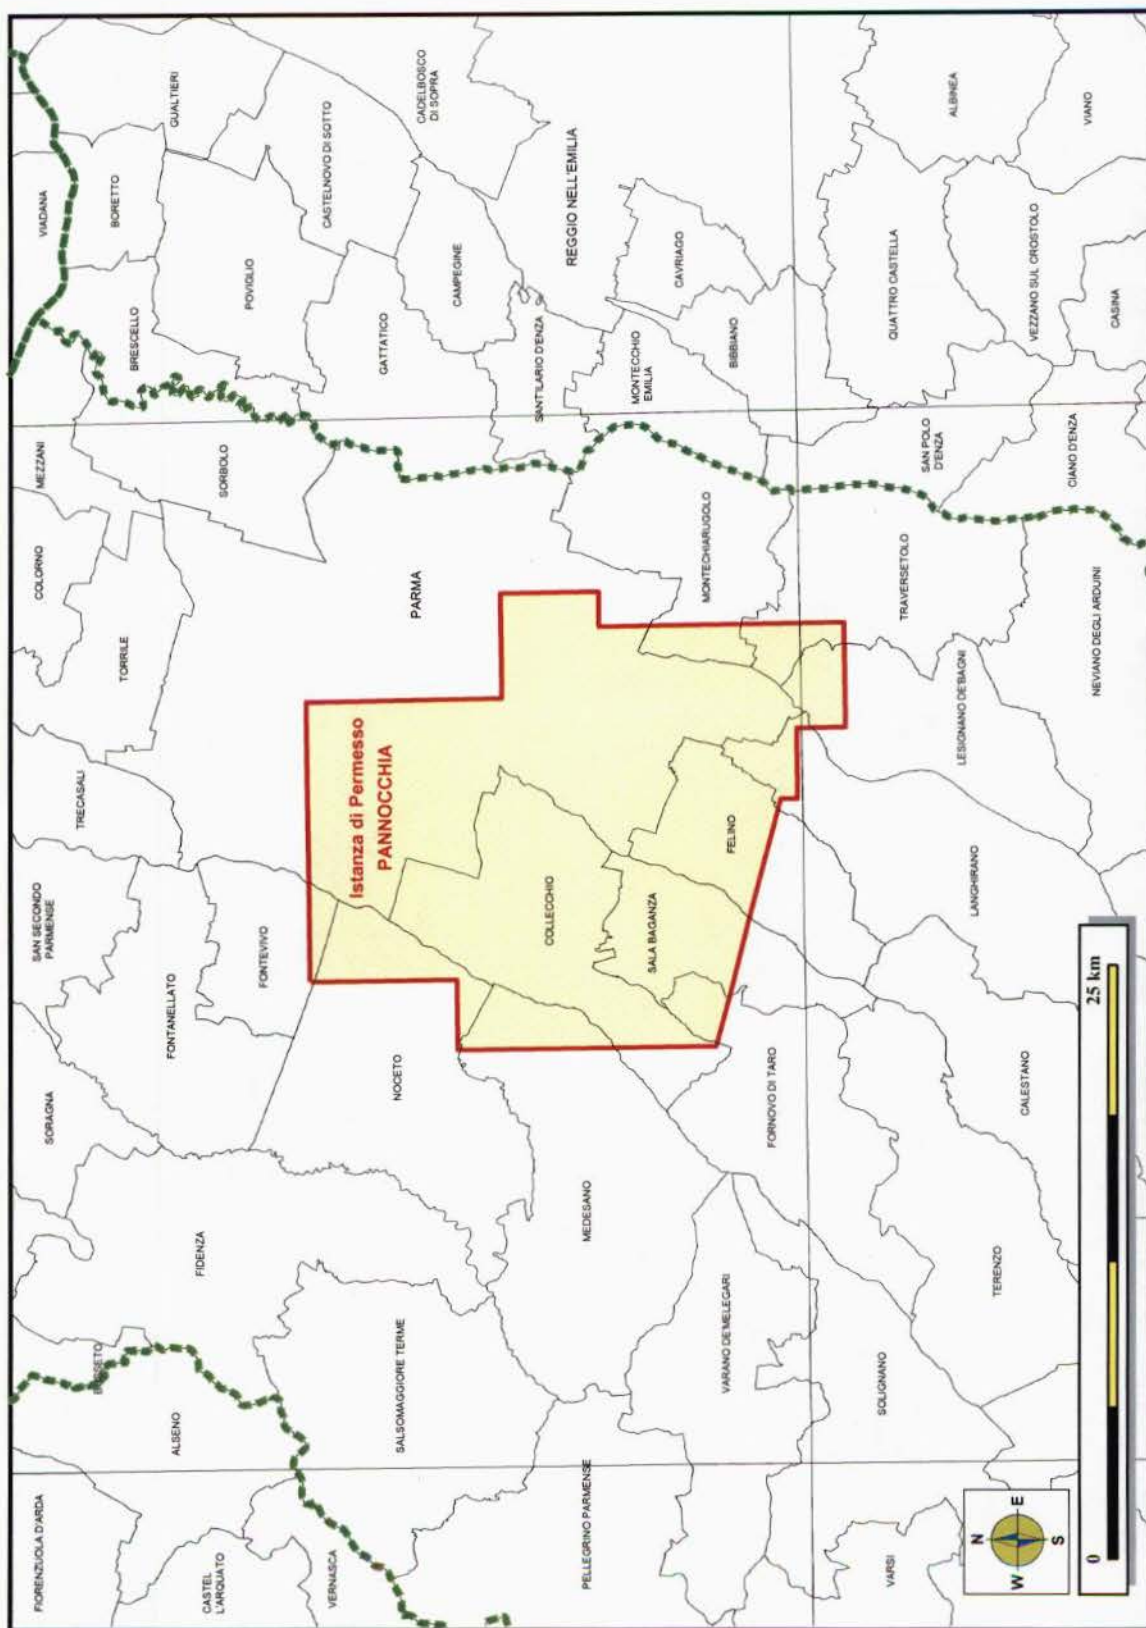 FIORENZUOLA D'ARDA
SORAGNA
SAN SECONDO
PARMENSE
COLORNO
MEZZANI
VIADANA
BUSSETO
TRECASALI
BORETTO
TORRILE
BRESCELLO
GUALTIERI
ALSENO
FONTANELLATO
FIDENZA
CASTEL
L'ARQUATO
SORBOLO
POVIGLIO
FONTEVIVO
VERNASCA
CASTELNOVO DI SOTTO
Istanza di Permesso
PANNOCCHIA
GATTATICO
SALSOMAGGIORE TERME
NOCETO
PARMA
CADELBOSCO
DI SOPRA
CAMPEGINE
SANT'ILARIO D'ENZA
COLLECCHIO
REGGIO NELL'EMILIA
PELLEGRINO PARMENSE
MEDESANO
MONTECCHIO
EMILIA
SALA BAGANZA
CAVRIAGO
MONTECHIARUGOLO
VARANO DE'MELEGARI
FELINO
BIBBIANO
FORNOVO DI TARO
VARSI
SOLIGNANO
TRAVERSETOLO
QUATTRO CASTELLA
SAN POLO
D'ENZA
ALBINEA
LESIGNANO DE'BAGNI
LANGHIRANO
TERENZO
CALESTANO
VEZZANO SUL CROSTOLO
CIANO D'ENZA
NEVIANO DEGLI ARDUINI
VIANO
CASINA
N
W
E
S
0
25 km